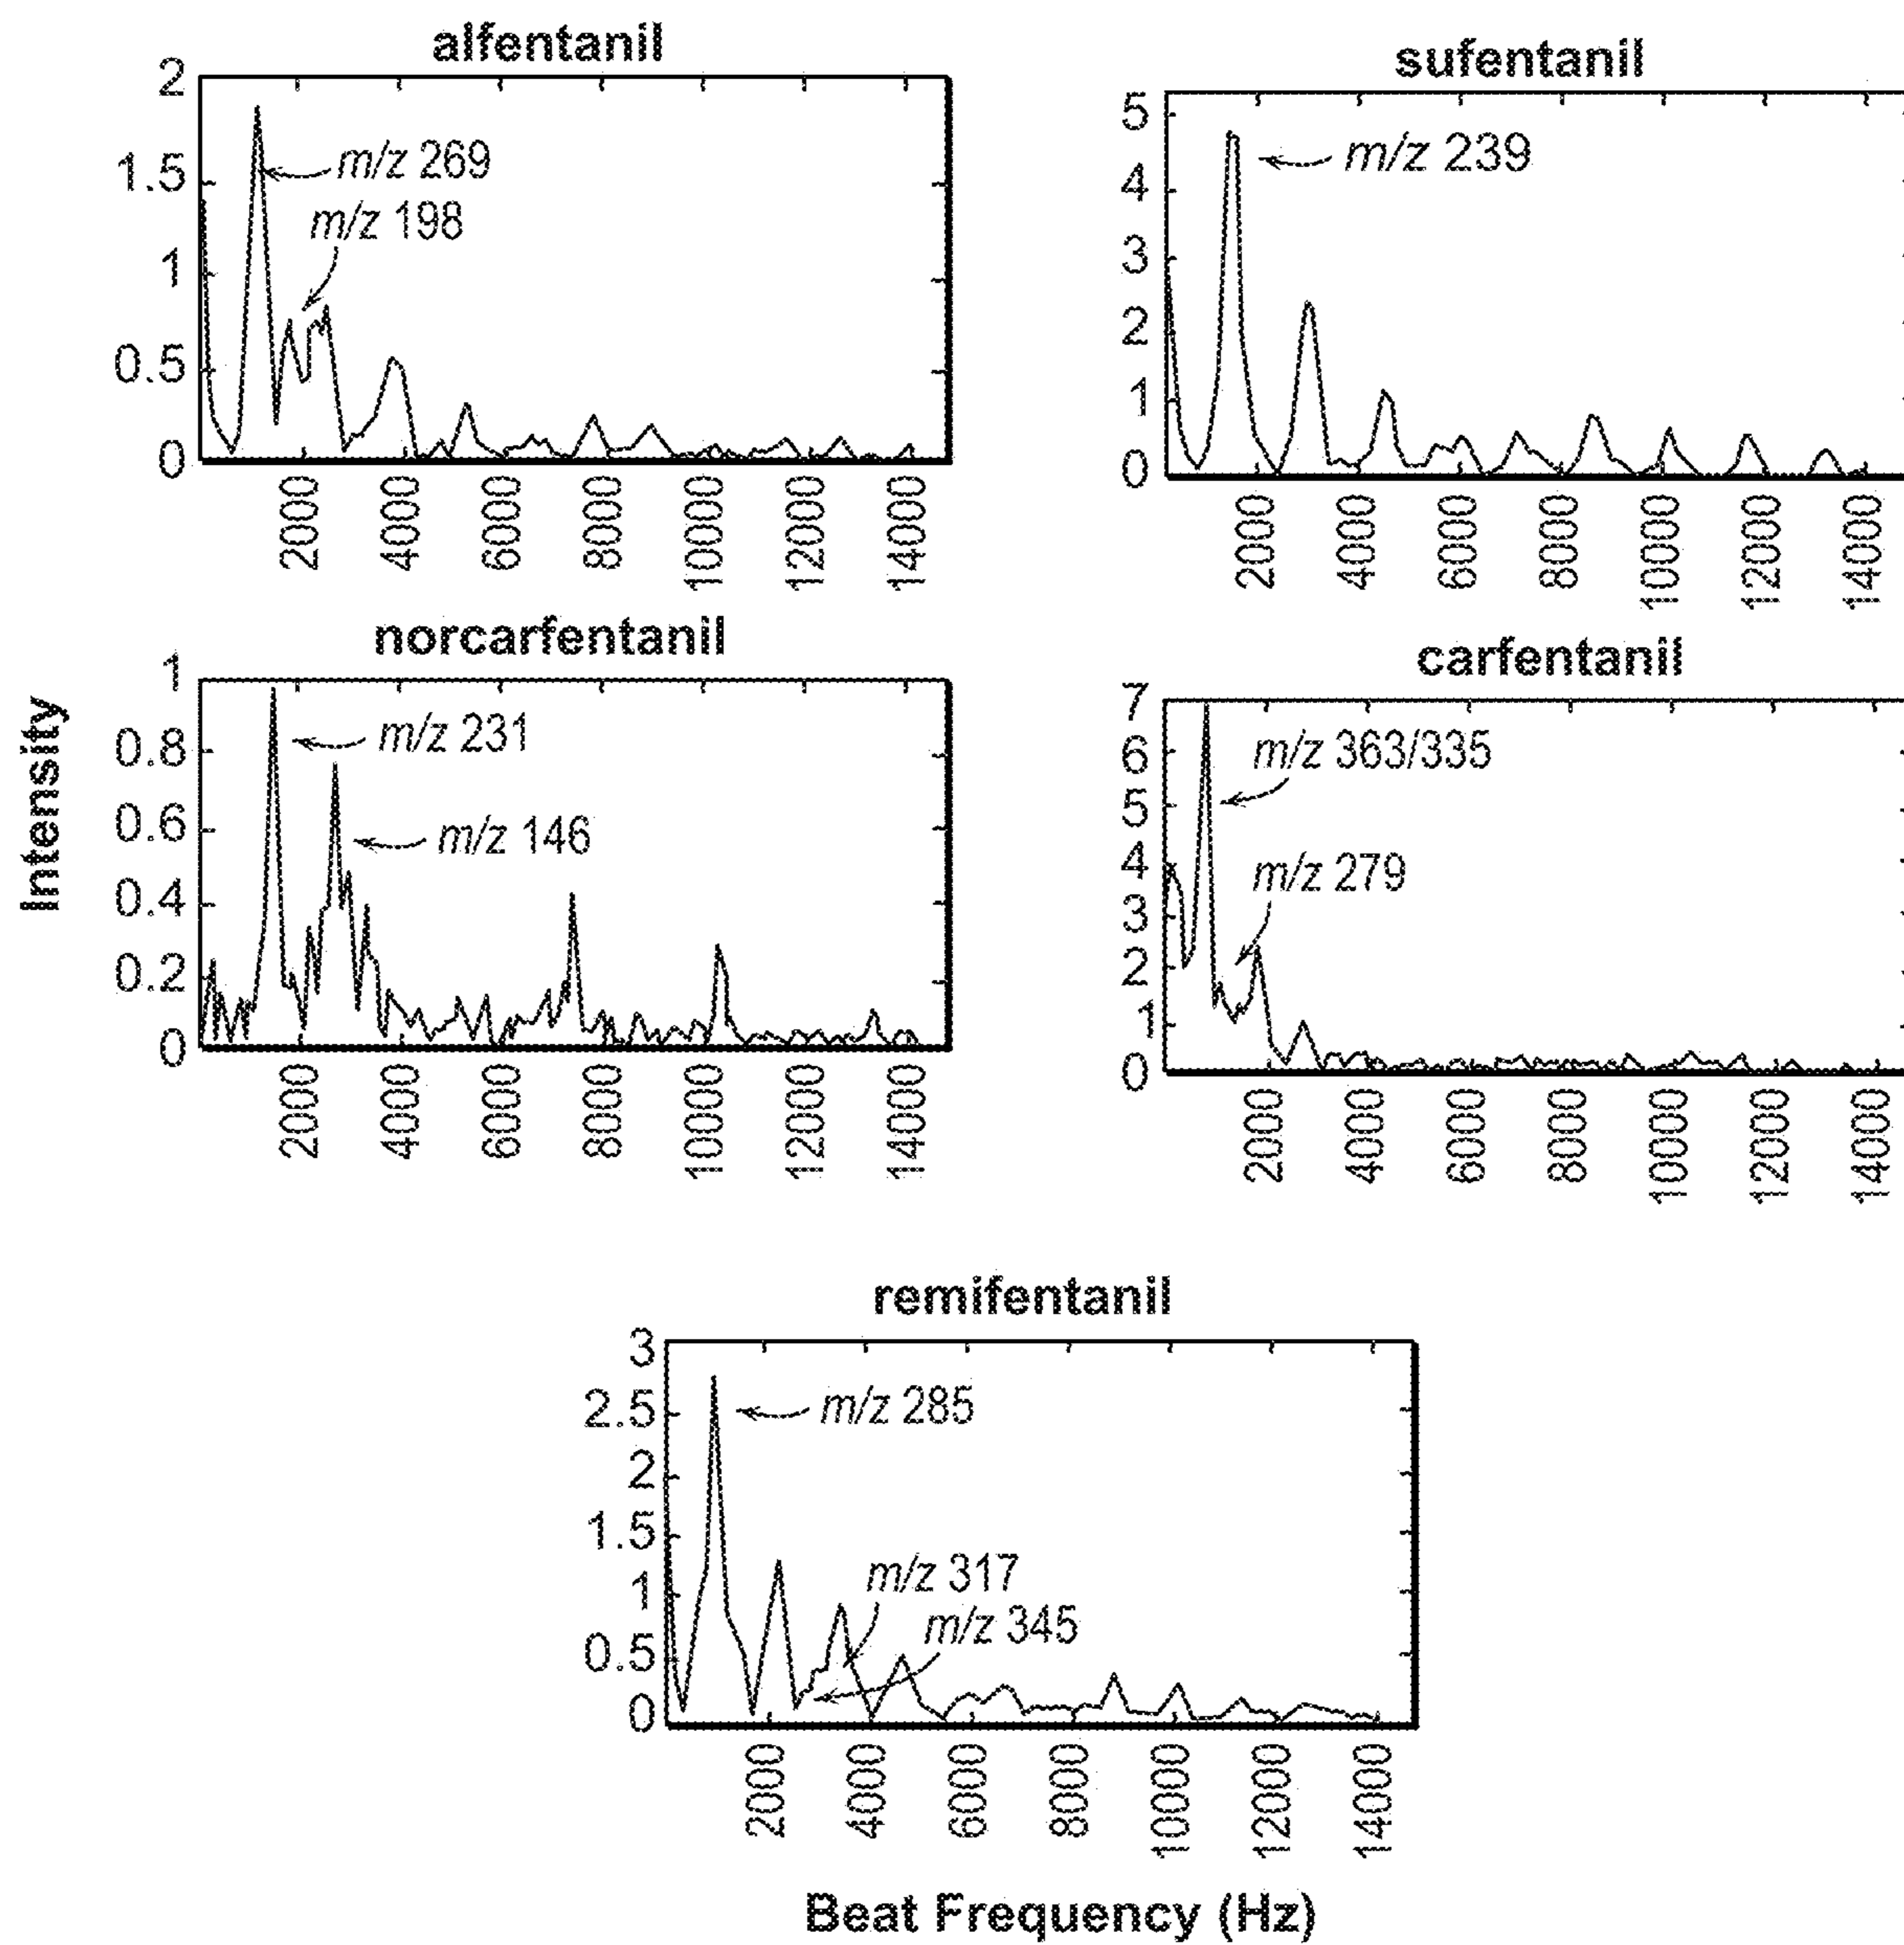 alfentanil
2
1.5
1
0.5
0
m/z 269
m/z 198
2000 4000 6000 8000 10000 12000 14000
sufentanil
5
4
3
2
1
0
m/z 239
2000 4000 6000 8000 10000 12000 14000
Intensity
norcarfentanil
1
0.8
0.6
0.4
0.2
0
m/z 231
m/z 146
2000 4000 6000 8000 10000 12000 14000
carfentanil
7
6
5
4
3
2
1
0
m/z 363/335
m/z 279
2000 4000 6000 8000 10000 12000 14000
remifentanil
3
2.5
2
1.5
1
0.5
0
m/z 285
m/z 317
m/z 345
2000 4000 6000 8000 10000 12000 14000
Beat Frequency (Hz)